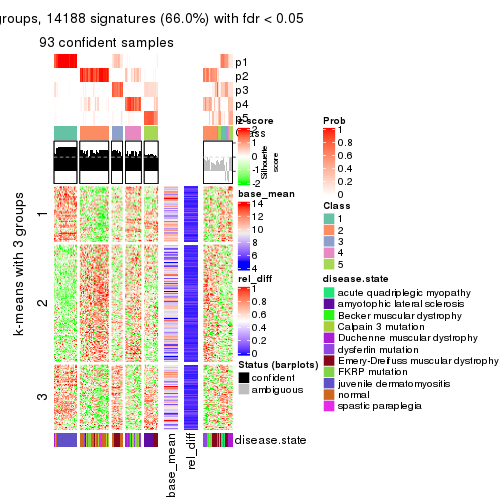 groups, 14188 signatures (66.0%) with fdr < 0.05
93 confident samples
p1
p2
p3
p4
p5
z-score
Class
2
1
0
-1
-2
1
0
Silhouette
score
k-means with 3 groups
1
2
3
base_mean
14
12
10
8
6
4
rel_diff
1
0.8
0.6
0.4
0.2
0
Status (barplots)
confident
ambiguous
Prob
1
0.8
0.6
0.4
0.2
0
Class
1
2
3
4
5
disease.state
acute quadriplegic myopathy
amyotophic lateral sclerosis
Becker muscular dystrophy
Calpain 3 mutation
Duchenne muscular dystrophy
dysferlin mutation
Emery-Dreifuss muscular dystrophy
FKRP mutation
juvenile dermatomyositis
normal
spastic paraplegia
disease.state
base_mean
rel_diff